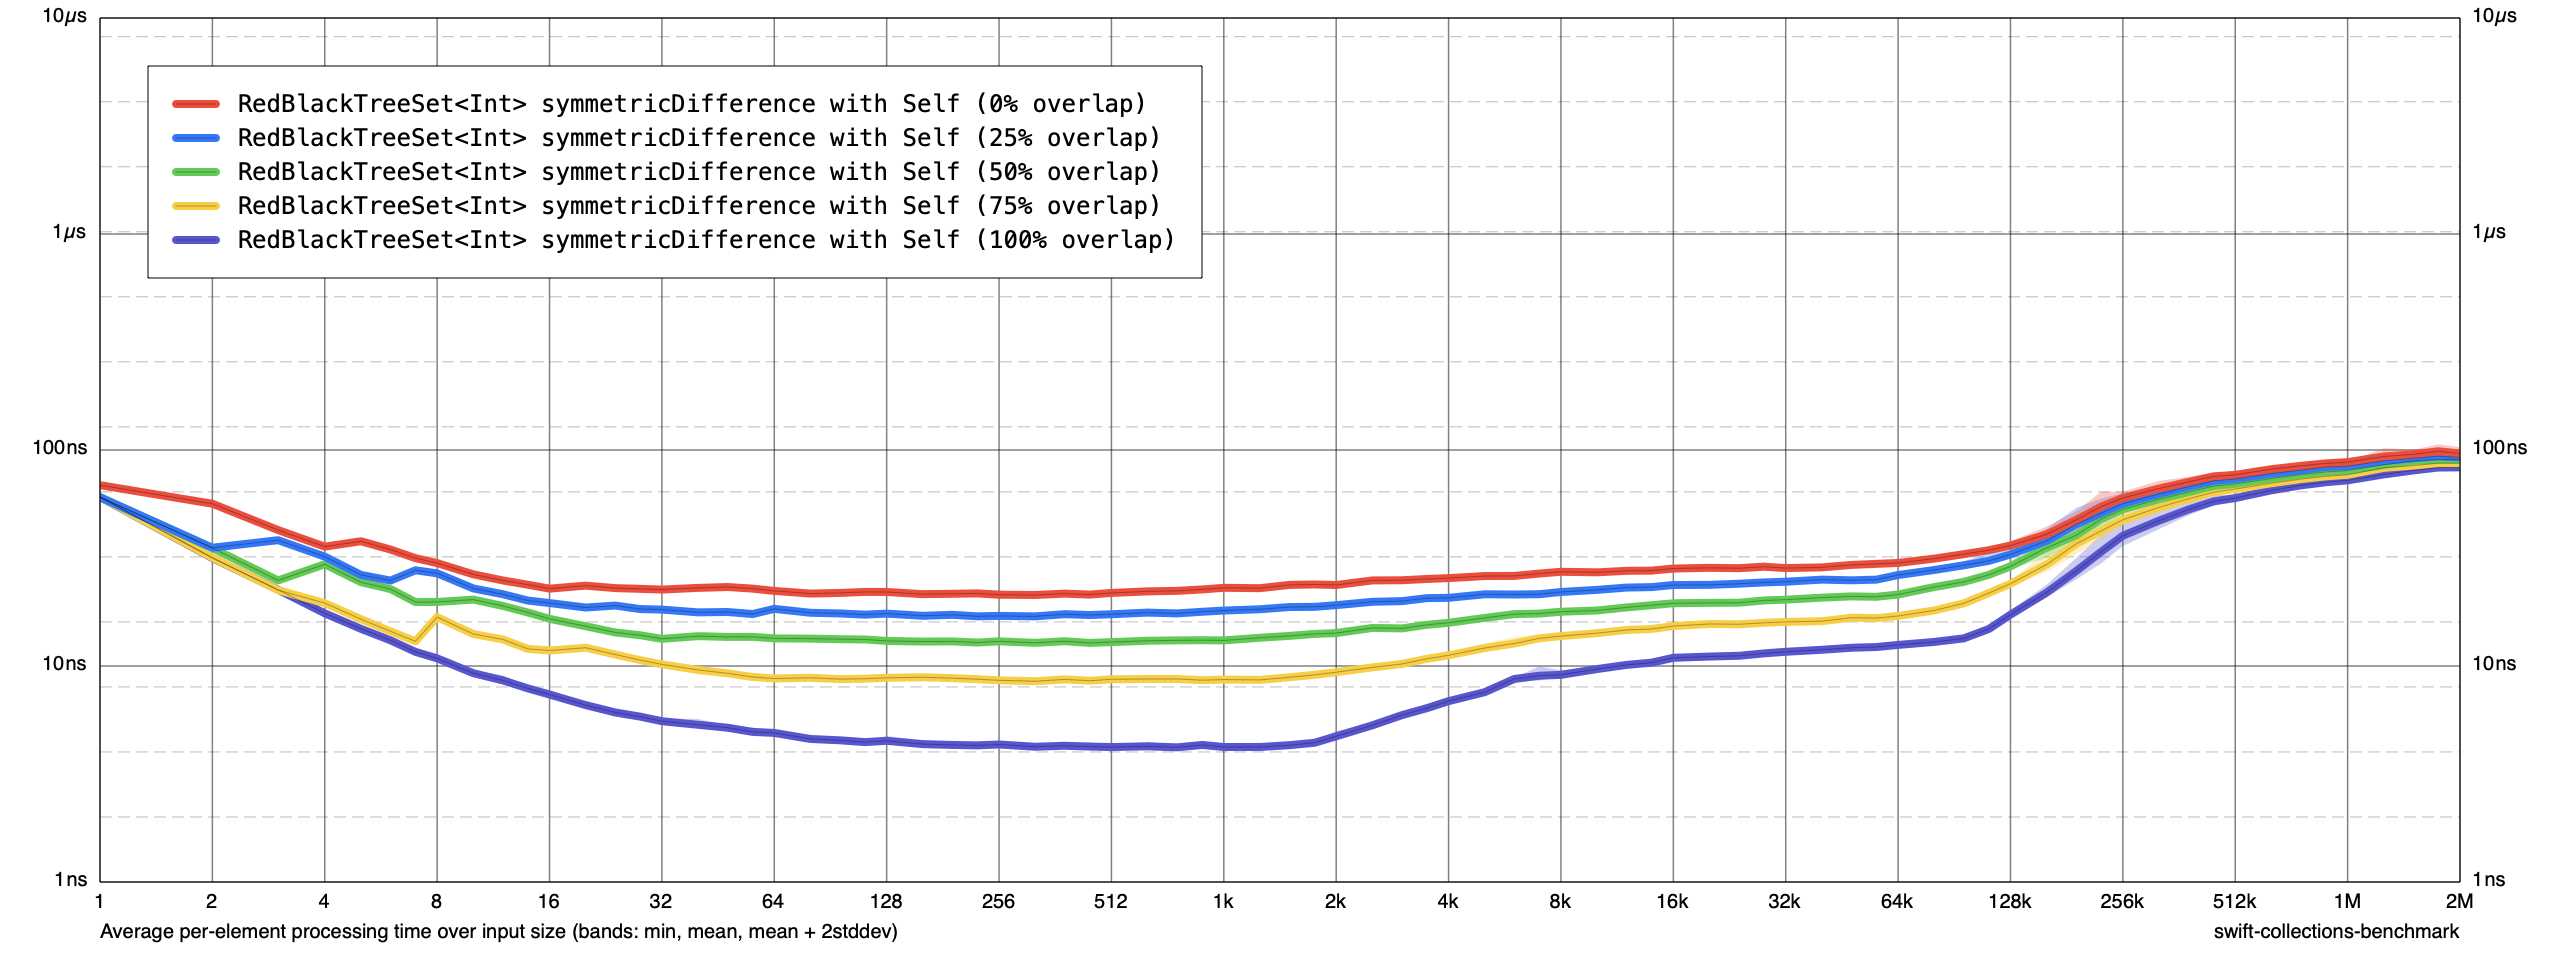 10µs 10µs
RedBlackTreeSet<Int> symmetricDifference with Self (0% overlap)
RedBlackTreeSet<Int> symmetricDifference with Self (25% overlap)
RedBlackTreeSet<Int> symmetricDifference with Self (50% overlap)
RedBlackTreeSet<Int> symmetricDifference with Self (75% overlap)
RedBlackTreeSet<Int> symmetricDifference with Self (100% overlap)
1µs 1µs
100ns 100ns
10ns 10ns
1ns 1ns
1 2 4 8 16 32 64 128 256 512 1k 2k 4k 8k 16k 32k 64k 128k 256k 512k 1M 2M
Average per-element processing time over input size (bands: min, mean, mean + 2stddev) swift-collections-benchmark